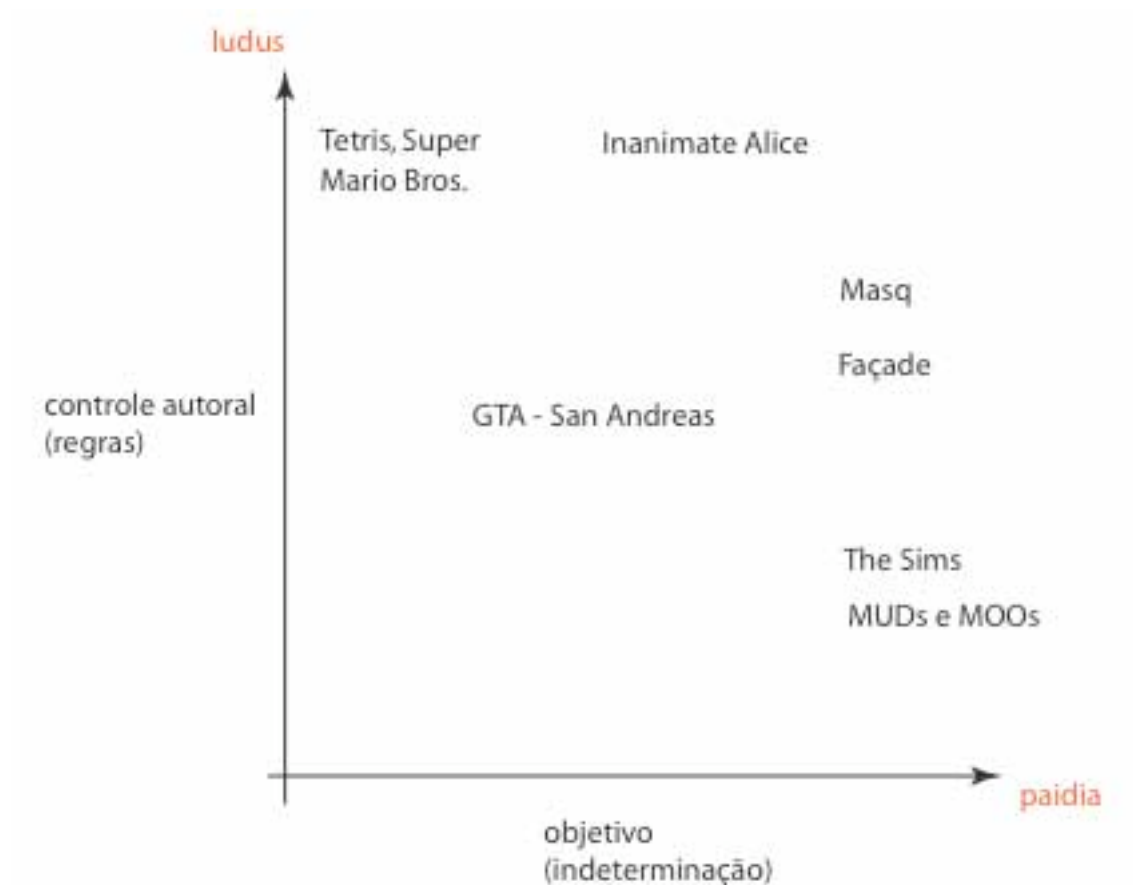 ludus
Tetris, Super
Mario Bros.
Inanimate Alice
Masq
Façade
controle autoral
(regras)
GTA - San Andreas
The Sims
MUDs e MOOs
paidia
objetivo
(indeterminação)